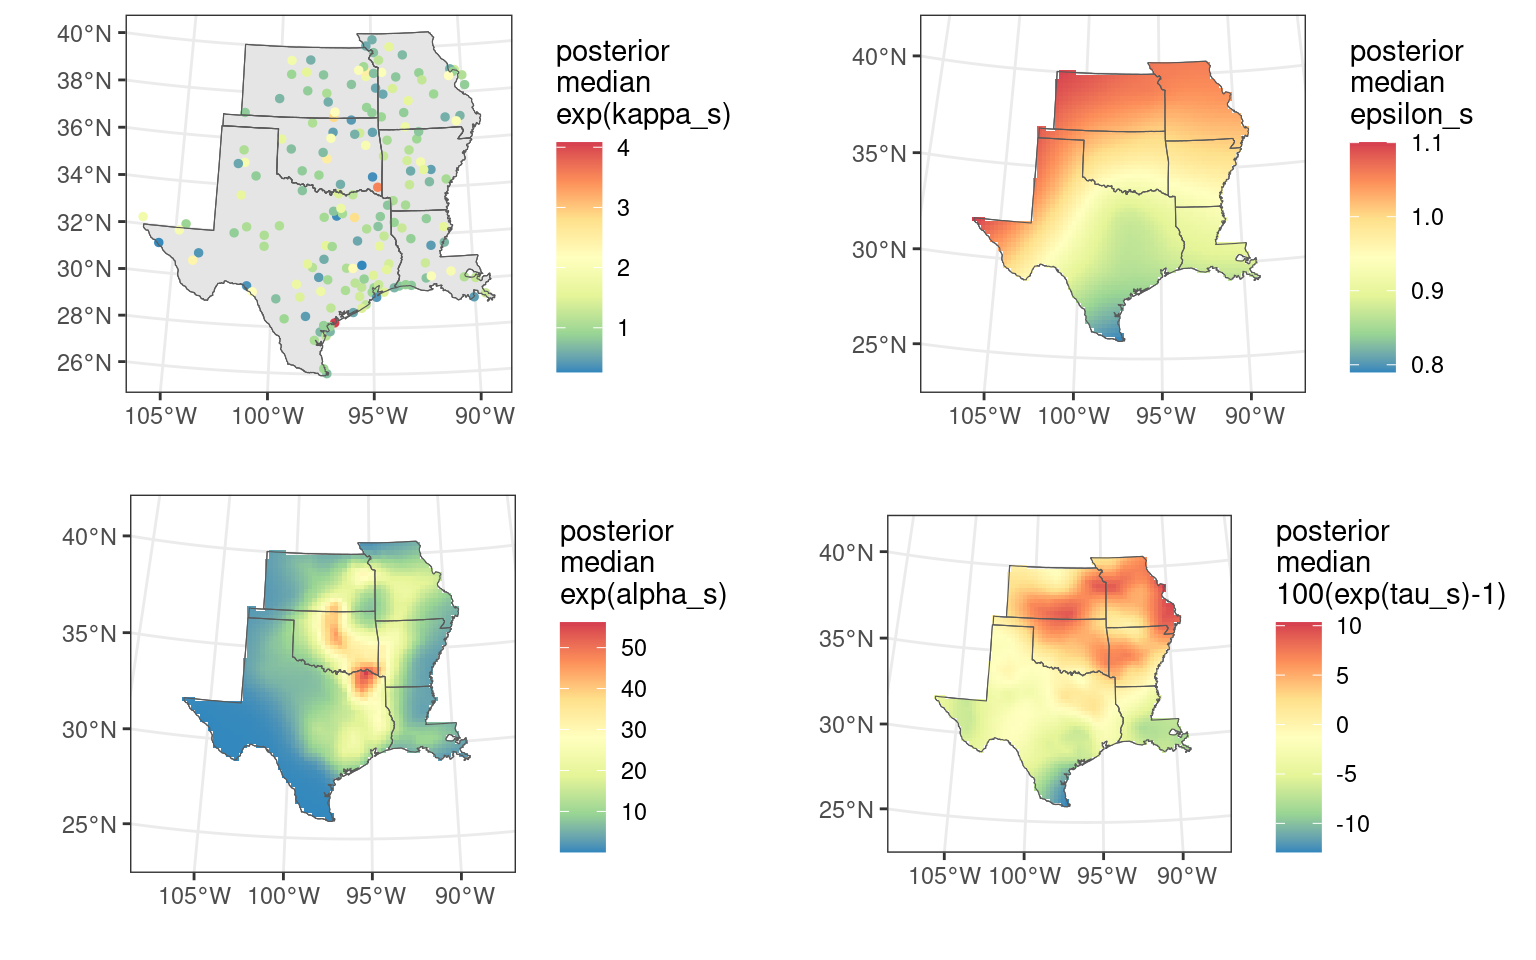 40°N
38°N
36°N
34°N
32°N
30°N
28°N
26°N
105°W 100°W 95°W 90°W
posterior
median
exp(kappa_s)
4
3
2
1
40°N
35°N
30°N
25°N
105°W 100°W 95°W 90°W
posterior
median
epsilon_s
1.1
1.0
0.9
0.8
40°N
35°N
30°N
25°N
105°W 100°W 95°W 90°W
posterior
median
exp(alpha_s)
50
40
30
20
10
40°N
35°N
30°N
25°N
105°W 100°W 95°W 90°W
posterior
median
100(exp(tau_s)-1)
10
5
0
-5
-10